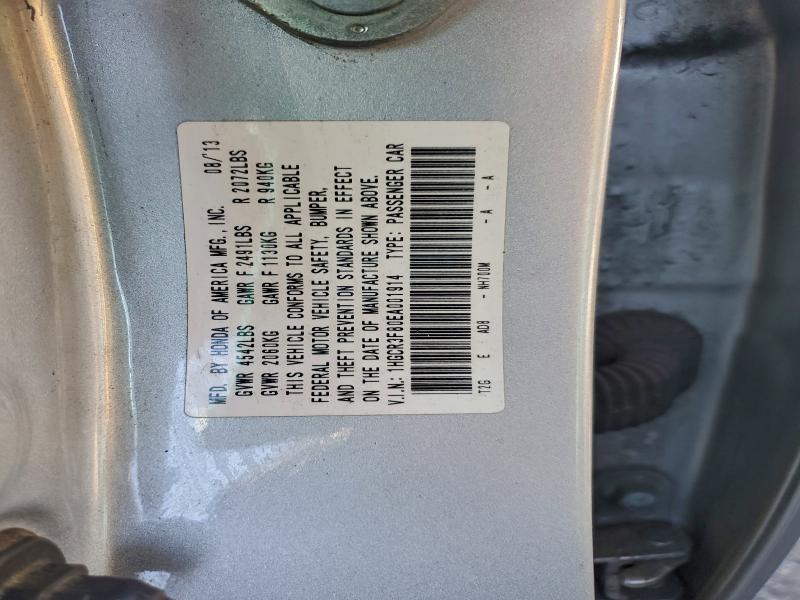 MFD. BY HONDA OF AMERICA MFG., INC. 08/'13
GVWR 4542LBS GAWR F 2491LBS R 2072LBS
GVWR 2060KG GAWR F 1130KG R 940KG
THIS VEHICLE CONFORMS TO ALL APPLICABLE
FEDERAL MOTOR VEHICLE SAFETY, BUMPER,
AND THEFT PREVENTION STANDARDS IN EFFECT
ON THE DATE OF MANUFACTURE SHOWN ABOVE.
V.I.N.: 1HGCR3F80EA001914 TYPE: PASSENGER CAR
T2G E AD8 - NH700M - A - A